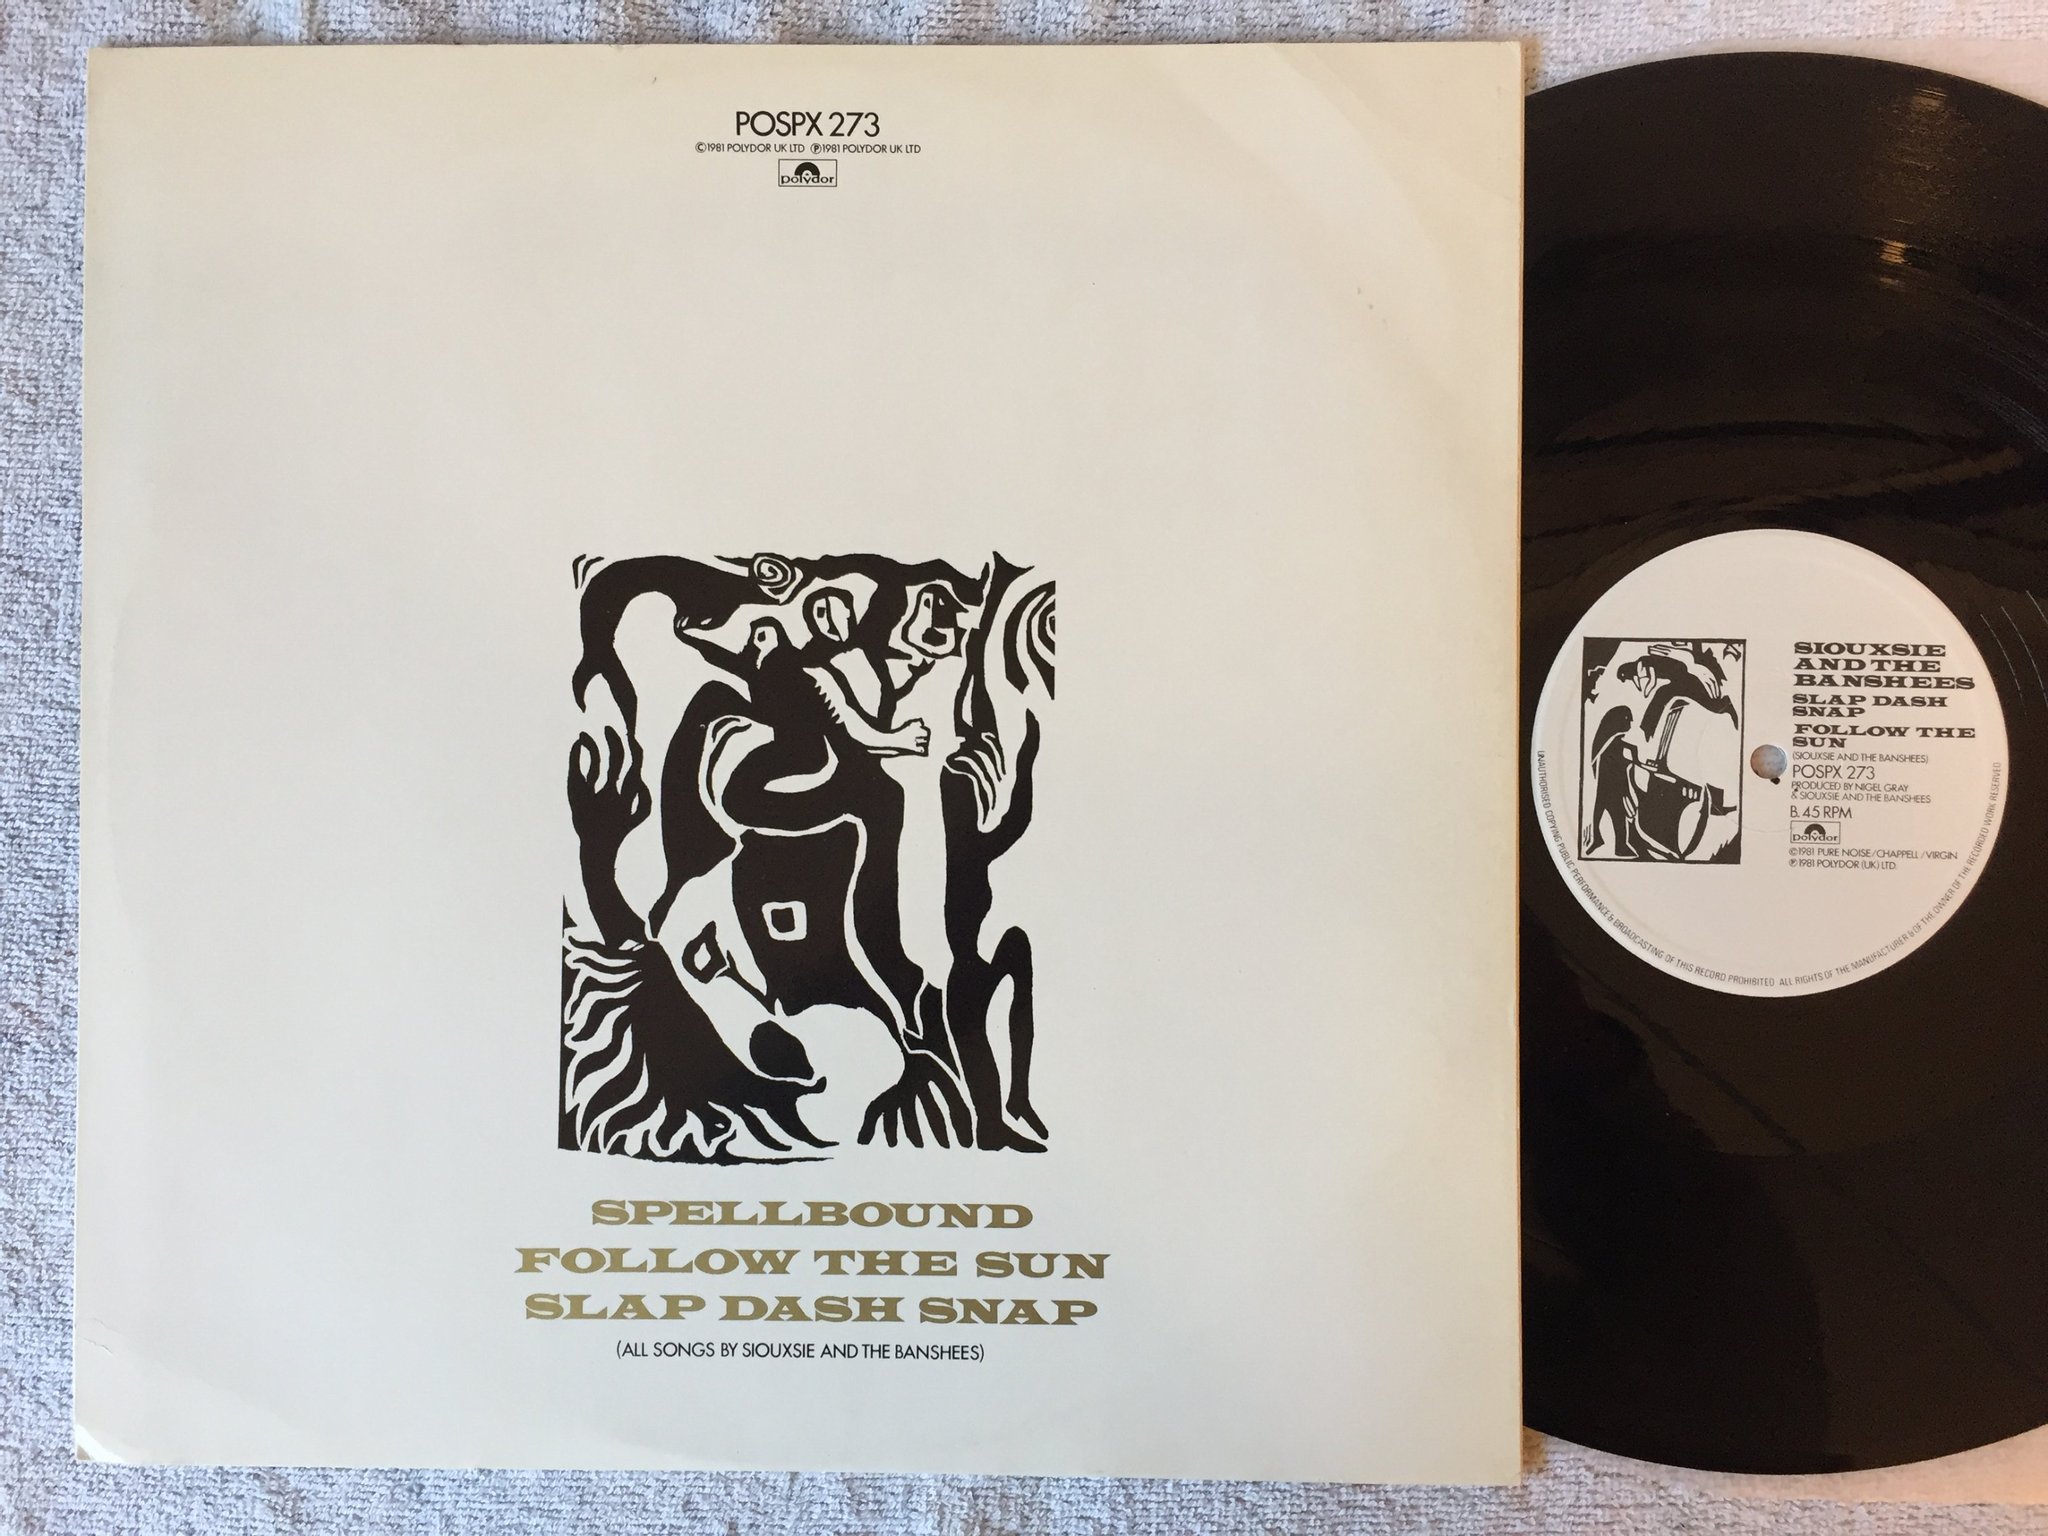 POSPX 273
©1981 POLYDOR UK LTD ℗1981 POLYDOR UK LTD
polydor
SPELLBOUND
FOLLOW THE SUN
SLAP DASH SNAP
(ALL SONGS BY SIOUXSIE AND THE BANSHEES)
SIOUXSIE
AND THE
BANSHEES
SLAP DASH
SNAP
FOLLOW THE
SUN
(SIOUXSIE AND THE BANSHEES)
POSPX 273
PRODUCED BY NIGEL GRAY
& SIOUXSIE AND THE BANSHEES
B. 45 RPM
polydor
©1981 PURE NOISE/CHAPPELL/VIRGIN
℗1981 POLYDOR (UK) LTD.
UNAUTHORISED COPYING PUBLIC PERFORMANCE & BROADCASTING OF THIS RECORD PROHIBITED ALL RIGHTS OF THE MANUFACTURER & OF THE OWNER OF THE RECORDED WORK RESERVED